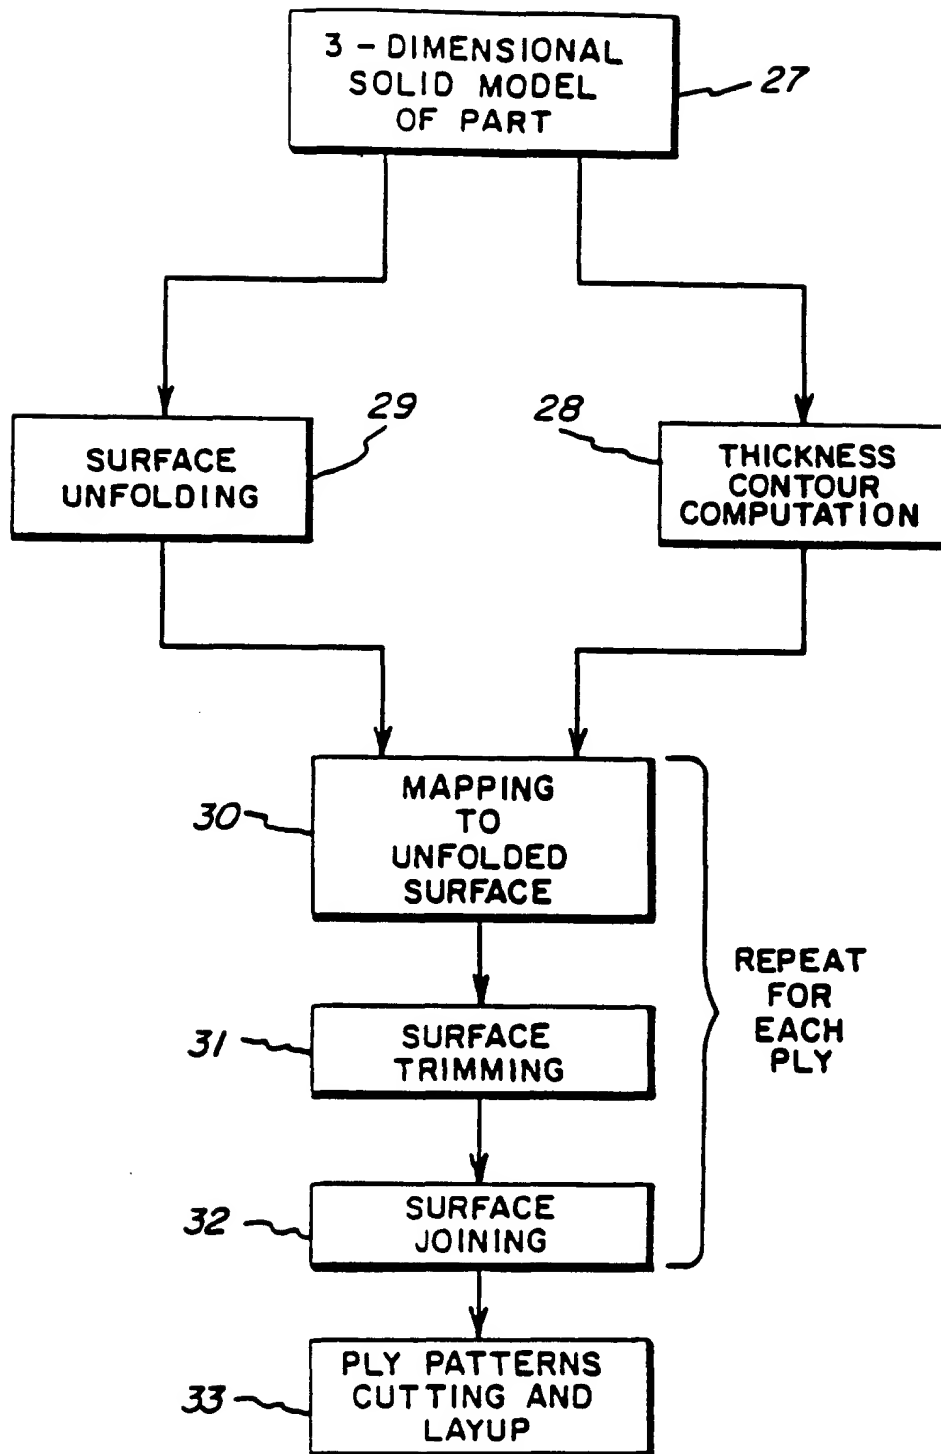 3 - DIMENSIONAL
SOLID MODEL
OF PART
27
29
SURFACE
UNFOLDING
28
THICKNESS
CONTOUR
COMPUTATION
30
MAPPING
TO
UNFOLDED
SURFACE
REPEAT
FOR
EACH
PLY
31
SURFACE
TRIMMING
32
SURFACE
JOINING
33
PLY PATTERNS
CUTTING AND
LAYUP